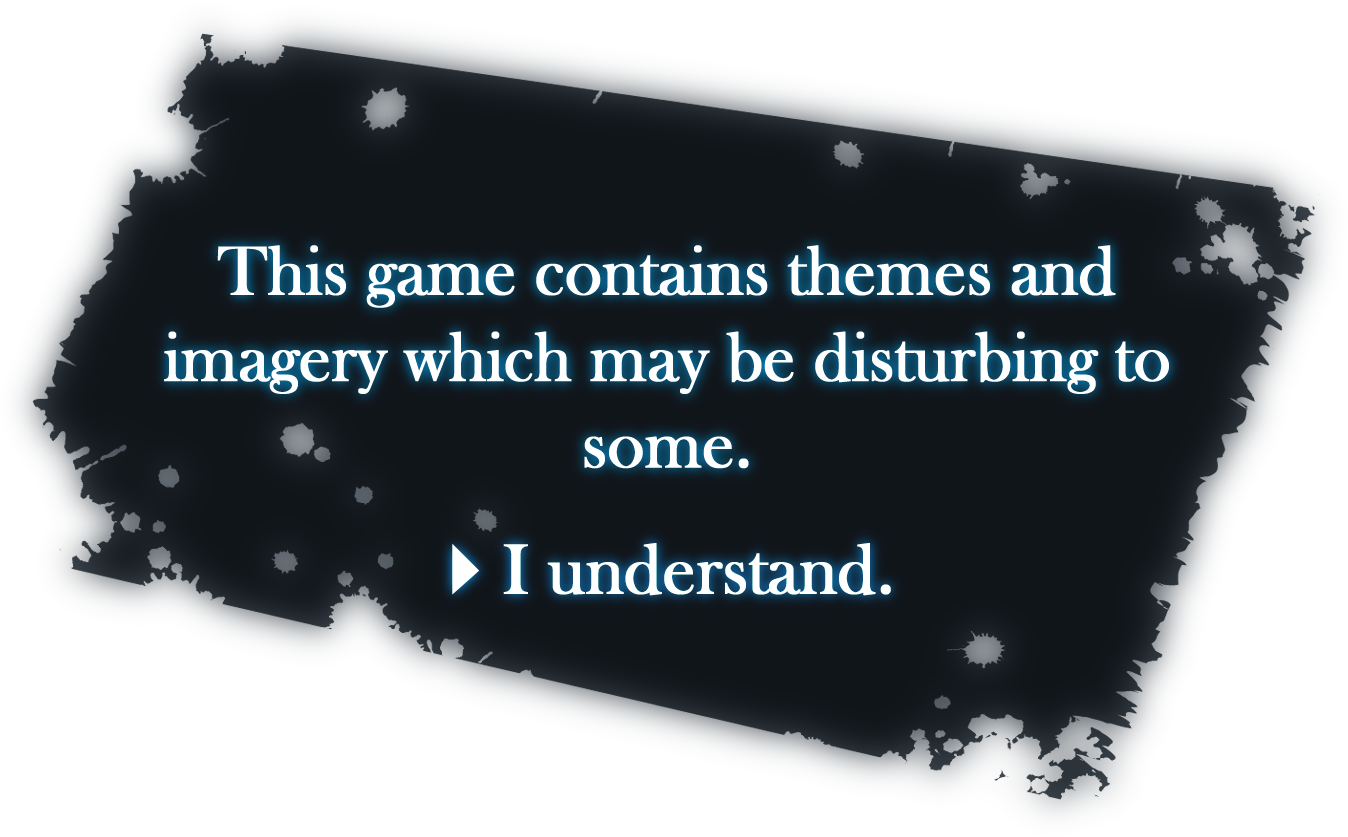 This game contains themes and
imagery which may be disturbing to
some.
I understand.